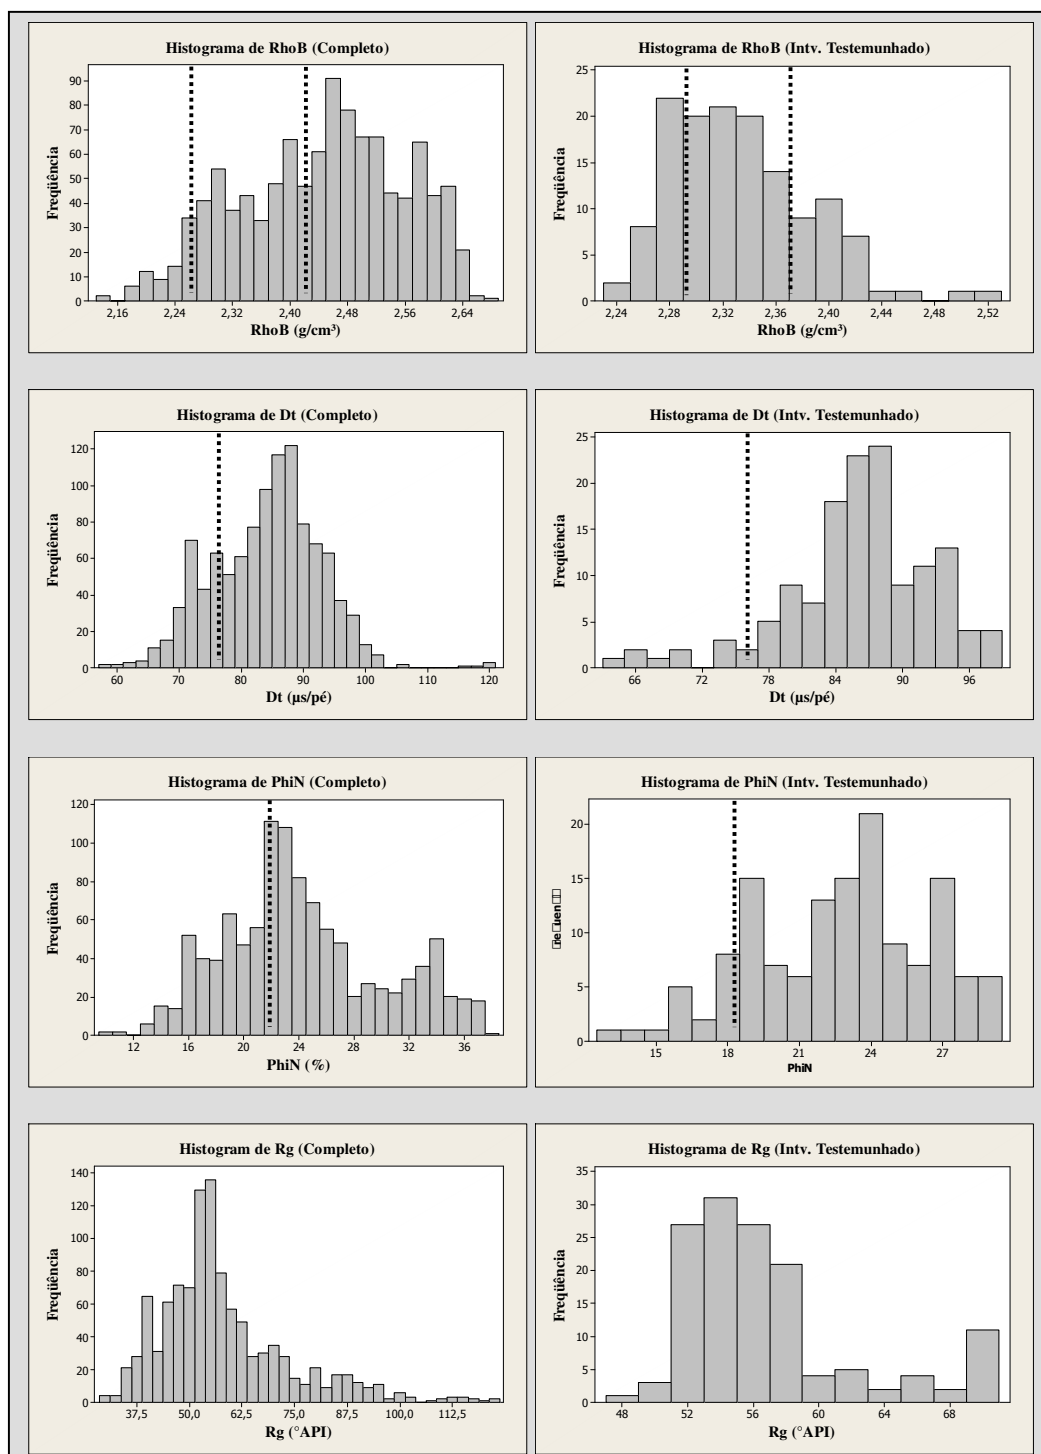 Histograma de RhoB (Completo)
Freqüência
90
80
70
60
50
40
30
20
10
0
2,16 2,24 2,32 2,40 2,48 2,56 2,64
RhoB (g/cm³)
Histograma de RhoB (Intv. Testemunhado)
Freqüência
25
20
15
10
5
0
2,24 2,28 2,32 2,36 2,40 2,44 2,48 2,52
RhoB (g/cm³)
Histograma de Dt (Completo)
Freqüência
120
100
80
60
40
20
0
60 70 80 90 100 110 120
Dt (µs/pé)
Histograma de Dt (Intv. Testemunhado)
Freqüência
25
20
15
10
5
0
66 72 78 84 90 96
Dt (µs/pé)
Histograma de PhiN (Completo)
Freqüência
120
100
80
60
40
20
0
12 16 20 24 28 32 36
PhiN (%)
Histograma de PhiN (Intv. Testemunhado)
20
15
10
5
0
15 18 21 24 27
PhiN
Histogram de Rg (Completo)
Freqüência
140
120
100
80
60
40
20
0
37,5 50,0 62,5 75,0 87,5 100,0 112,5
Rg (°API)
Histograma de Rg (Intv. Testemunhado)
Freqüência
35
30
25
20
15
10
5
0
48 52 56 60 64 68
Rg (°API)